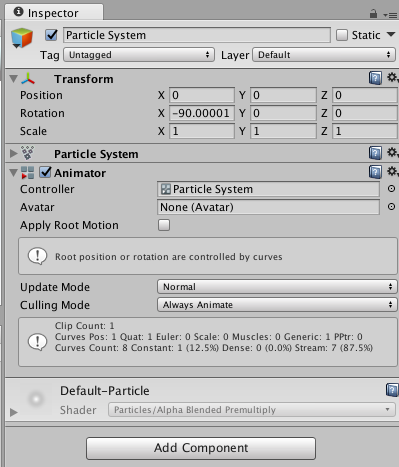 Inspector
Particle System Static
Tag Untagged Layer Default
Transform
Position X 0 Y 0 Z 0
Rotation X -90.00001 Y 0 Z 0
Scale X 1 Y 1 Z 1
Particle System
Animator
Controller Particle System
Avatar None (Avatar)
Apply Root Motion
Root position or rotation are controlled by curves
Update Mode Normal
Culling Mode Always Animate
Clip Count: 1
Curves Pos: 1 Quat: 1 Euler: 0 Scale: 0 Muscles: 0 Generic: 1 PPtr: 0
Curves Count: 8 Constant: 1 (12.5%) Dense: 0 (0.0%) Stream: 7 (87.5%)
Default-Particle
Shader Particles/Alpha Blended Premultiply
Add Component